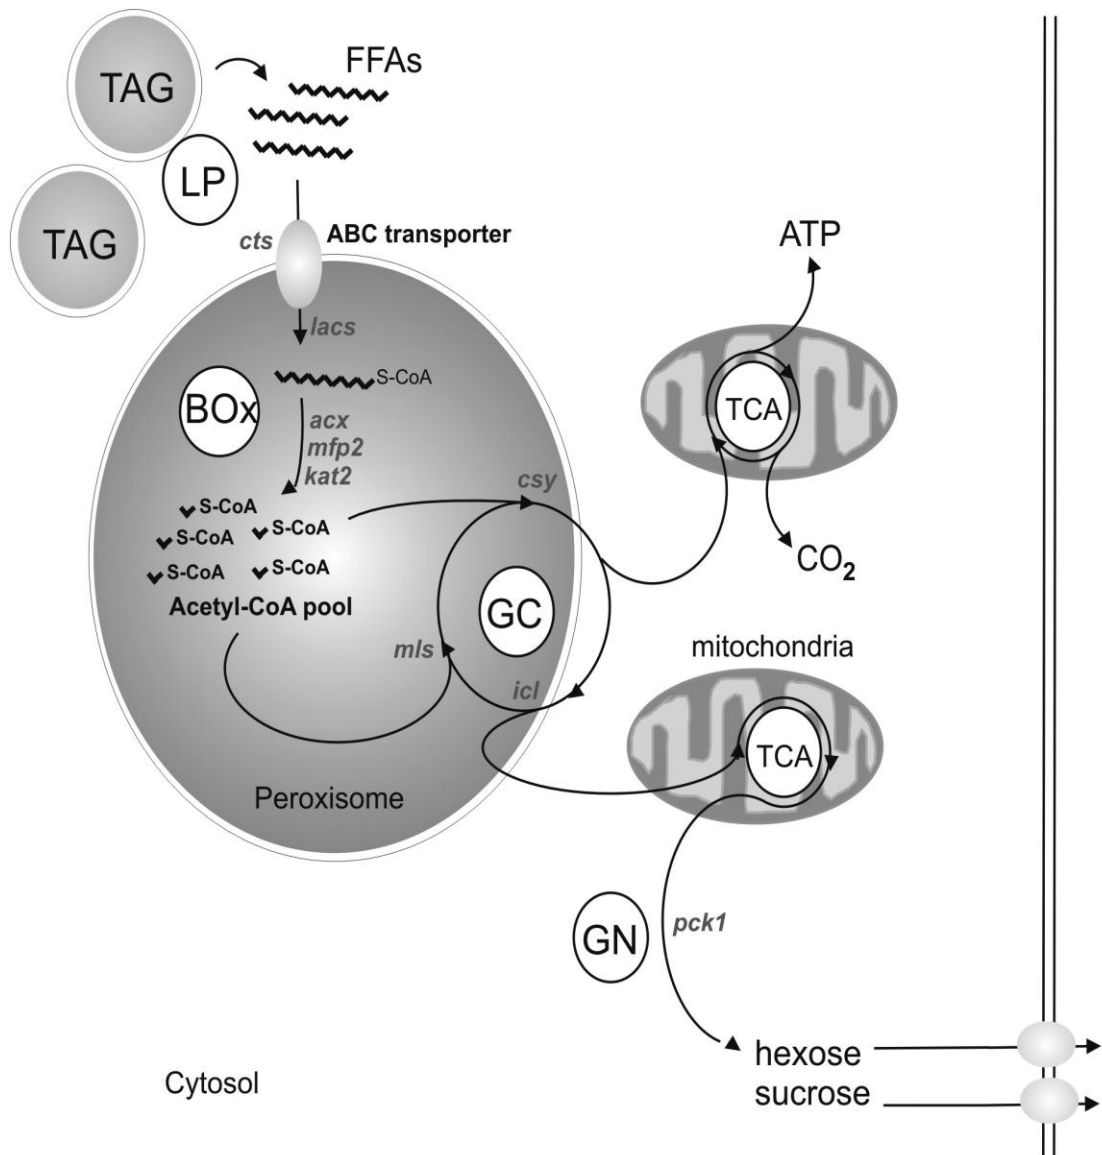 TAG
FFAs
LP
TAG
cts
ABC transporter
ATP
lacs
S-CoA
BOx
TCA
acx
mfp2
kat2
csy
S-CoA
S-CoA
S-CoA
S-CoA
S-CoA
CO2
Acetyl-CoA pool
GC
mls
mitochondria
icl
TCA
Peroxisome
GN
pck1
hexose
sucrose
Cytosol